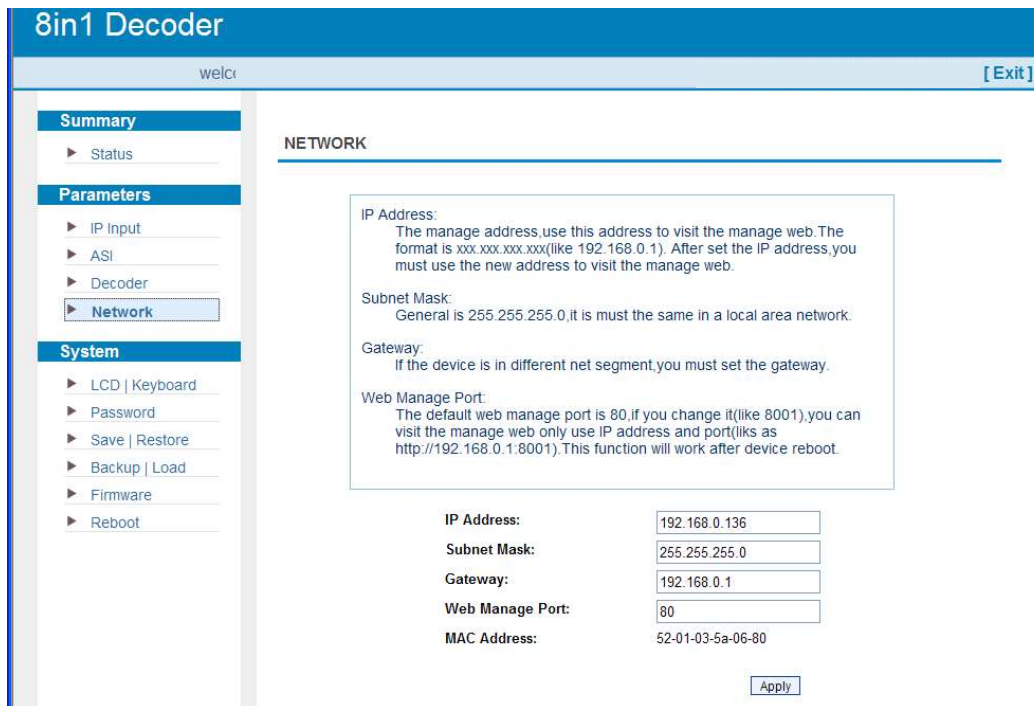 8in1 Decoder
[ Exit ]
Summary
Status
Parameters
IP Input
ASI
Decoder
Network
System
LCD | Keyboard
Password
Save | Restore
Backup | Load
Firmware
Reboot
NETWORK
IP Address:
The manage address,use this address to visit the manage web.The
format is xxx.xxx.xxx.xxx(like 192.168.0.1). After set the IP address,you
must use the new address to visit the manage web.
Subnet Mask:
General is 255.255.255.0,it is must the same in a local area network.
Gateway:
If the device is in different net segment,you must set the gateway.
Web Manage Port:
The default web manage port is 80,if you change it(like 8001),you can
visit the manage web only use IP address and port(liks as
http://192.168.0.1:8001).This function will work after device reboot.
IP Address: 192.168.0.136
Subnet Mask: 255.255.255.0
Gateway: 192.168.0.1
Web Manage Port: 80
MAC Address: 52-01-03-5a-06-80
Apply